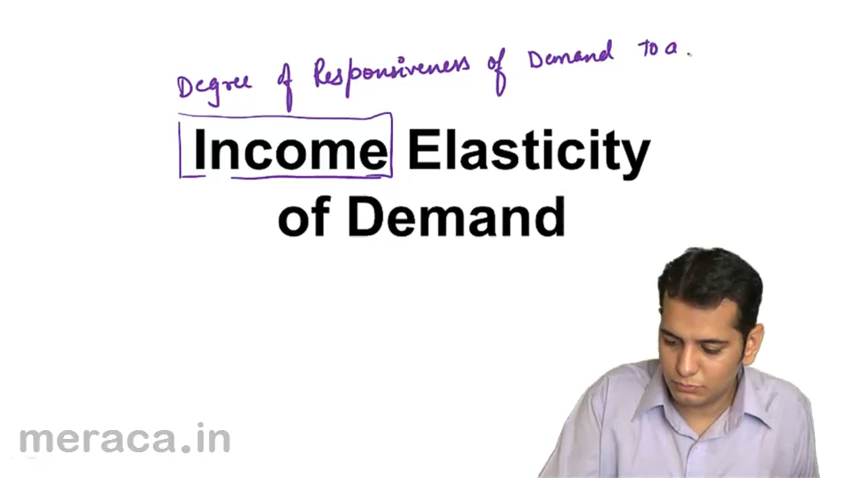 Degree of Responsiveness of Demand to a
Income Elasticity
of Demand
meraca.in